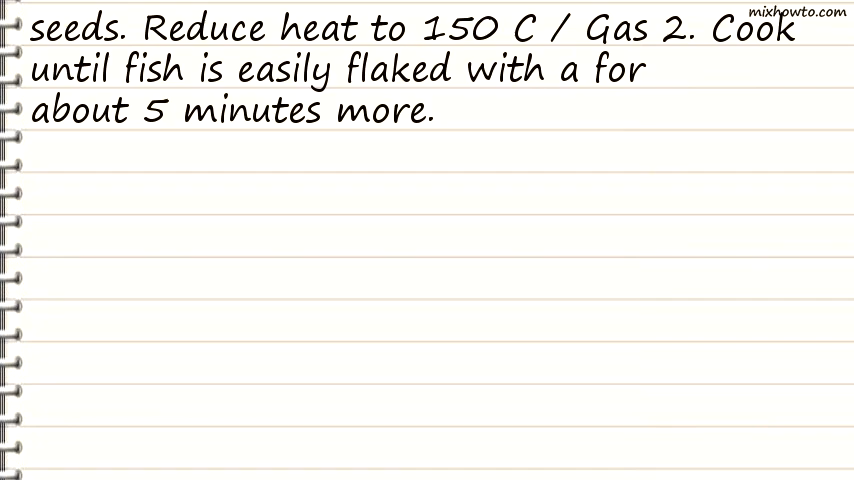 mixhowto.com
seeds. Reduce heat to 150 C / Gas 2. Cook
until fish is easily flaked with a for
about 5 minutes more.